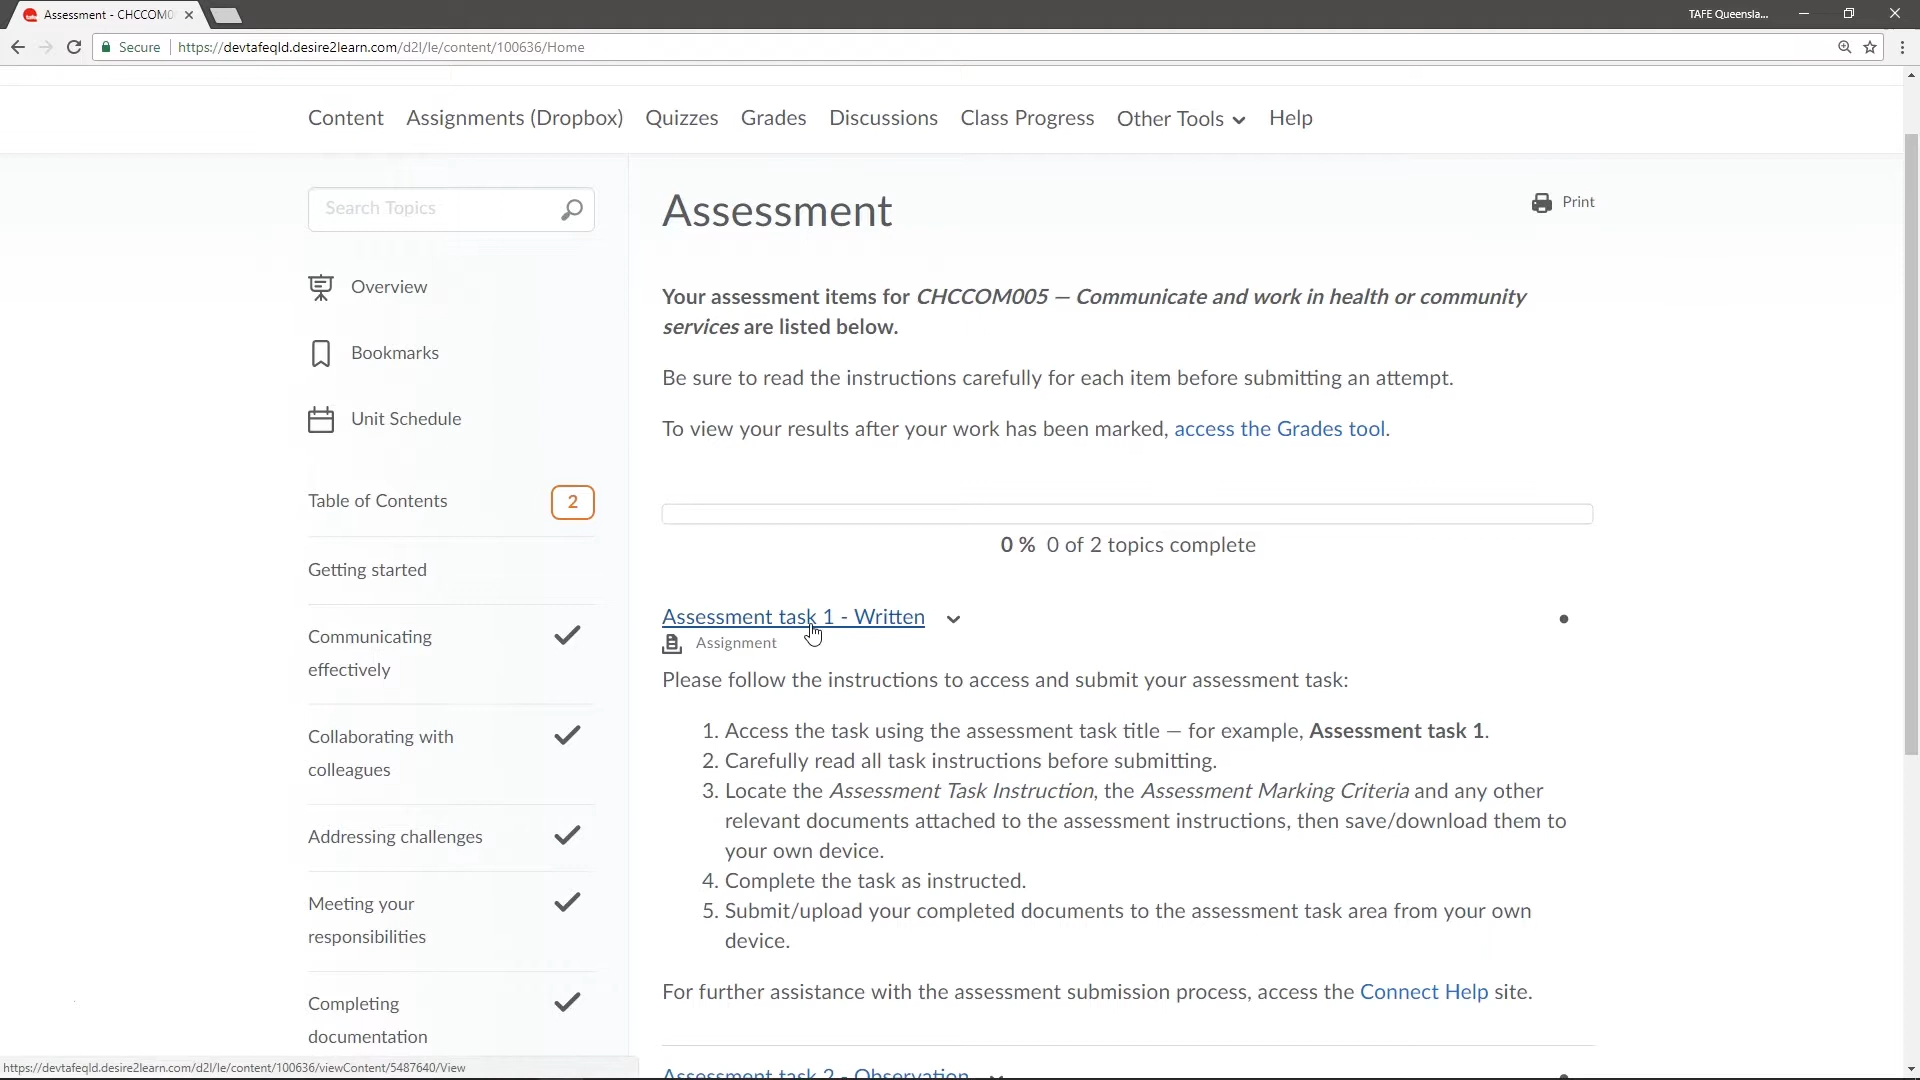 Assessment - CHCCOM0
TAFE Queensla...
Secure
https://devtafeqld.desire2learn.com/d2l/le/content/100636/Home
Content
Assignments (Dropbox)
Quizzes
Grades
Discussions
Class Progress
Other Tools
Help
Search Topics
Overview
Bookmarks
Unit Schedule
Table of Contents
2
Getting started
Communicating
effectively
Collaborating with
colleagues
Addressing challenges
Meeting your
responsibilities
Completing
documentation
Assessment
Print
Your assessment items for CHCCOM005 — Communicate and work in health or community
services are listed below.
Be sure to read the instructions carefully for each item before submitting an attempt.
To view your results after your work has been marked, access the Grades tool.
0 % 0 of 2 topics complete
Assessment task 1 - Written
Assignment
Please follow the instructions to access and submit your assessment task:
1. Access the task using the assessment task title — for example, Assessment task 1.
2. Carefully read all task instructions before submitting.
3. Locate the Assessment Task Instruction, the Assessment Marking Criteria and any other
relevant documents attached to the assessment instructions, then save/download them to
your own device.
4. Complete the task as instructed.
5. Submit/upload your completed documents to the assessment task area from your own
device.
For further assistance with the assessment submission process, access the Connect Help site.
Assessment task 2 - Observation
https://devtafeqld.desire2learn.com/d2l/le/content/100636/viewContent/5487640/View